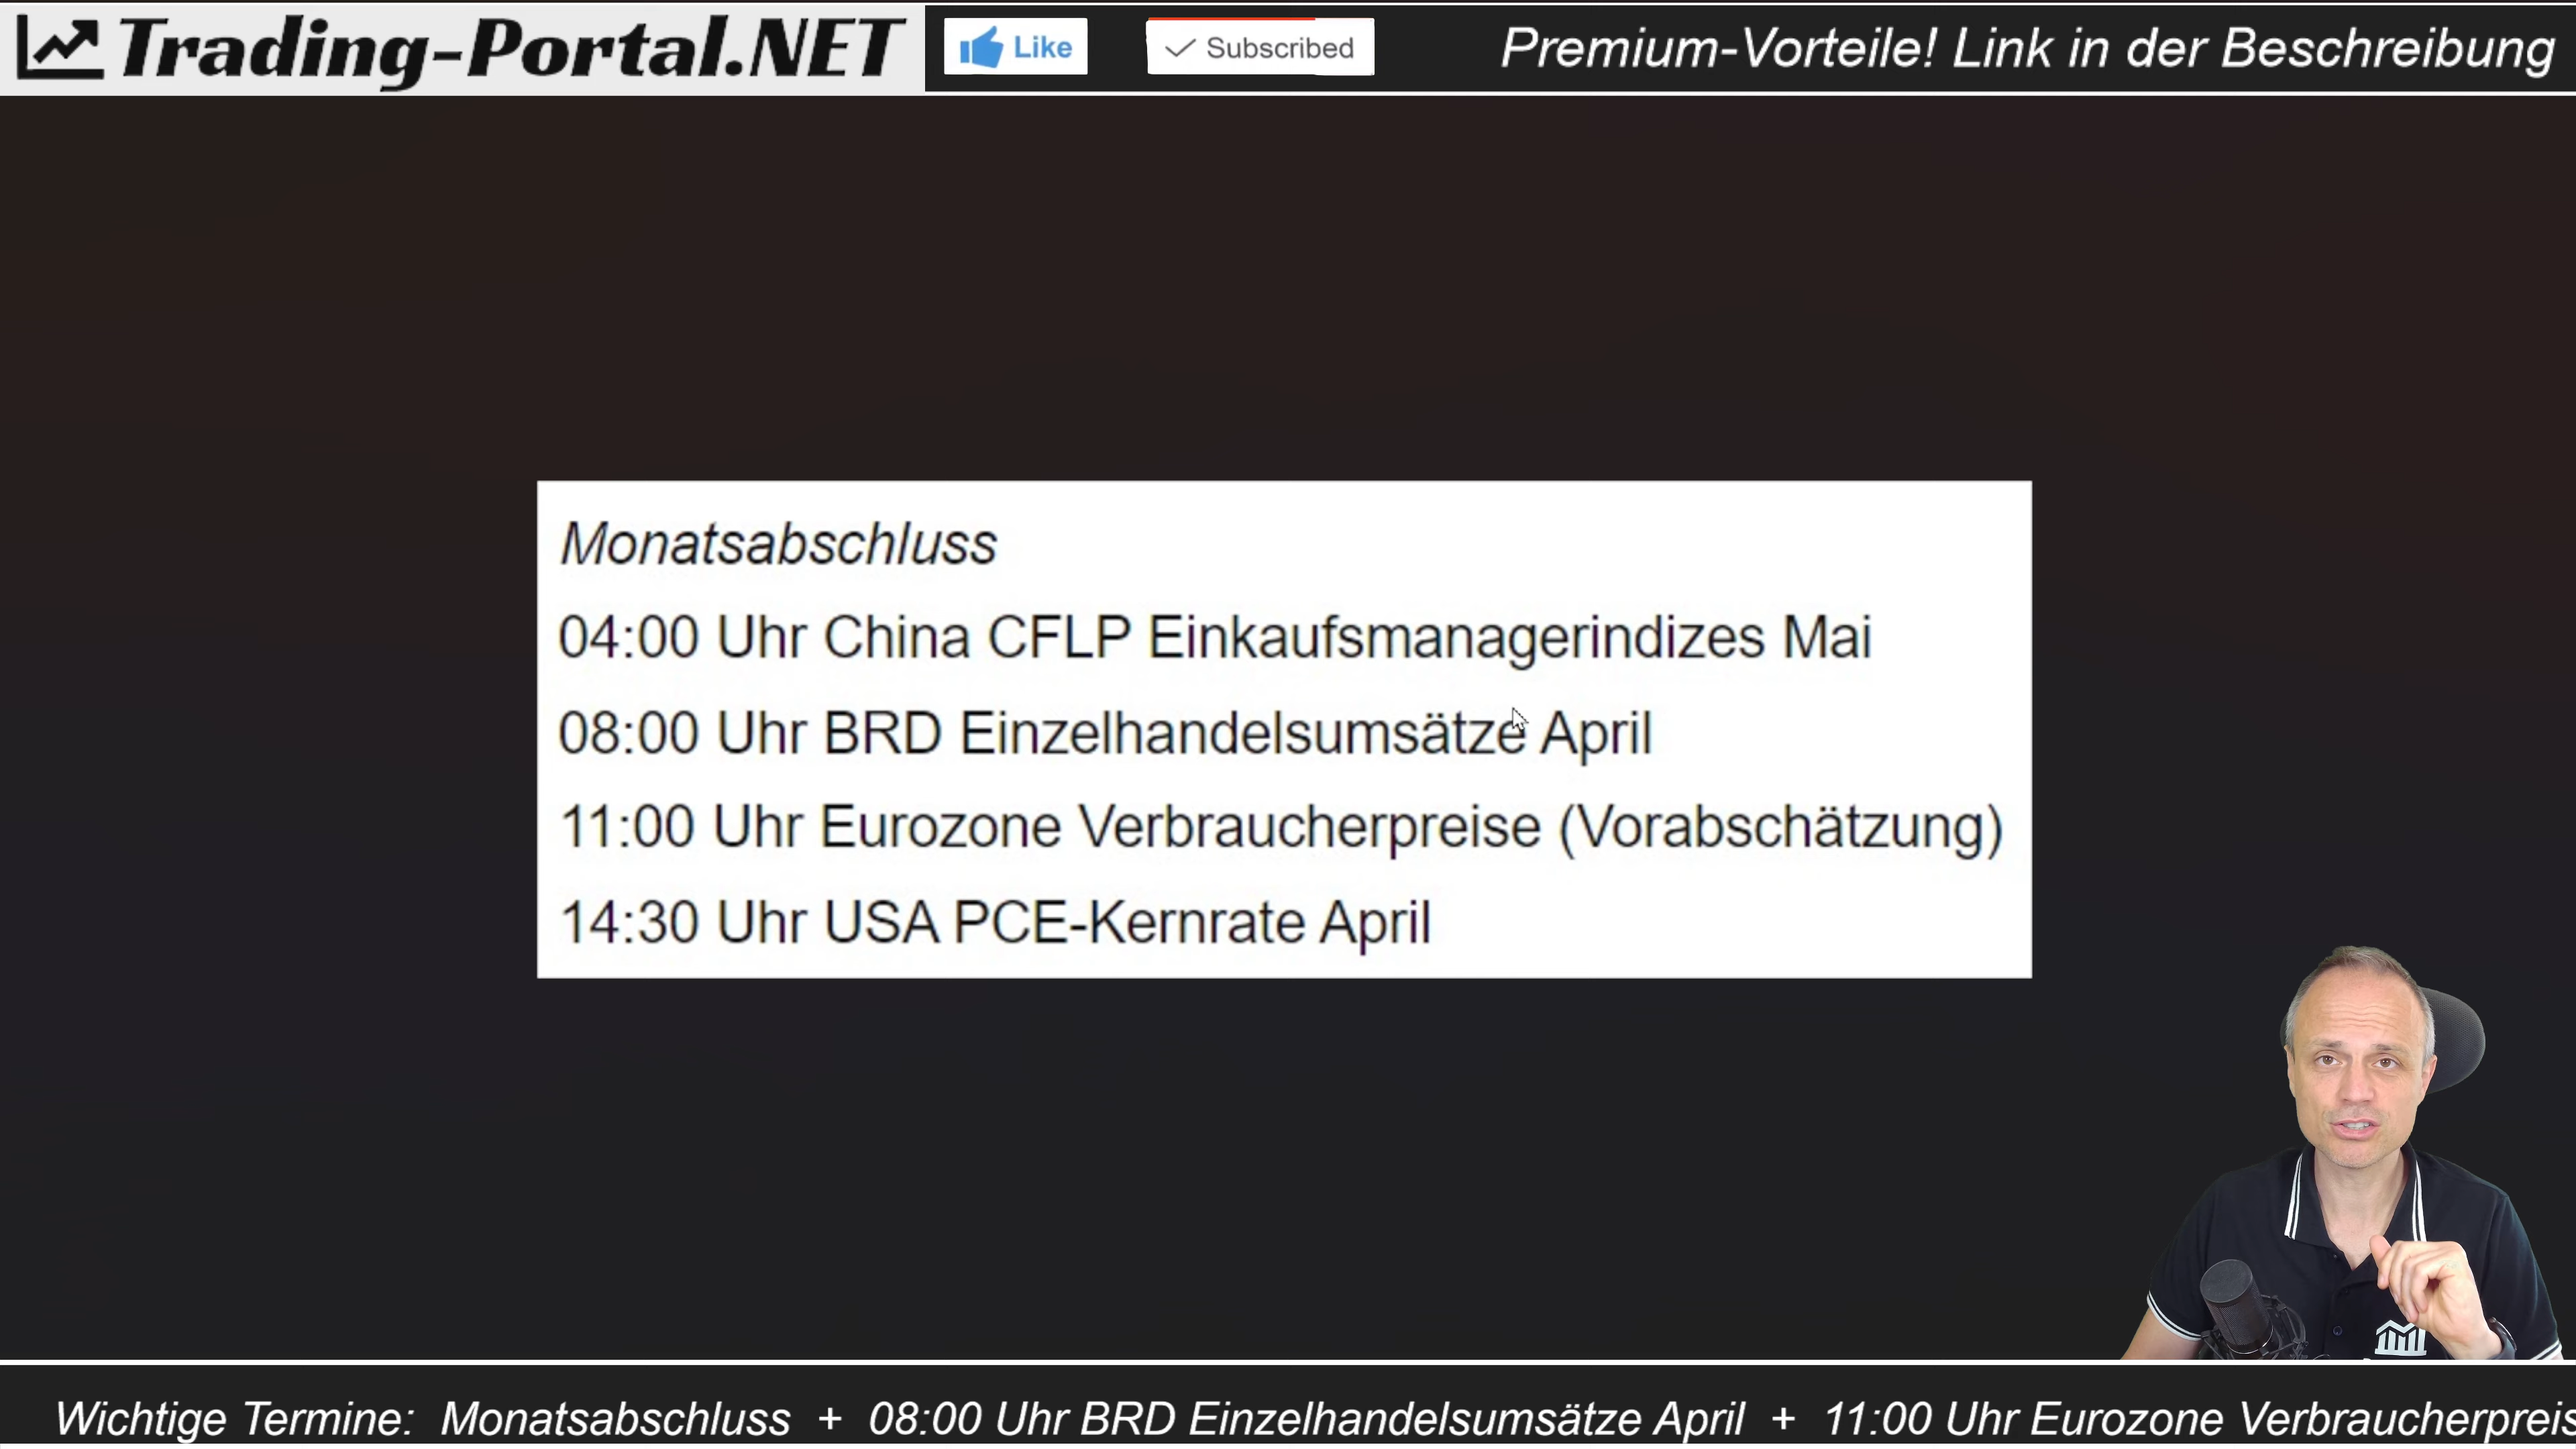 Trading-Portal.NET
Like
Subscribed
Premium-Vorteile! Link in der Beschreibung
Monatsabschluss
04:00 Uhr China CFLP Einkaufsmanagerindizes Mai
08:00 Uhr BRD Einzelhandelsumsätze April
11:00 Uhr Eurozone Verbraucherpreise (Vorabschätzung)
14:30 Uhr USA PCE-Kernrate April
Wichtige Termine: Monatsabschluss + 08:00 Uhr BRD Einzelhandelsumsätze April + 11:00 Uhr Eurozone Verbraucherpreis